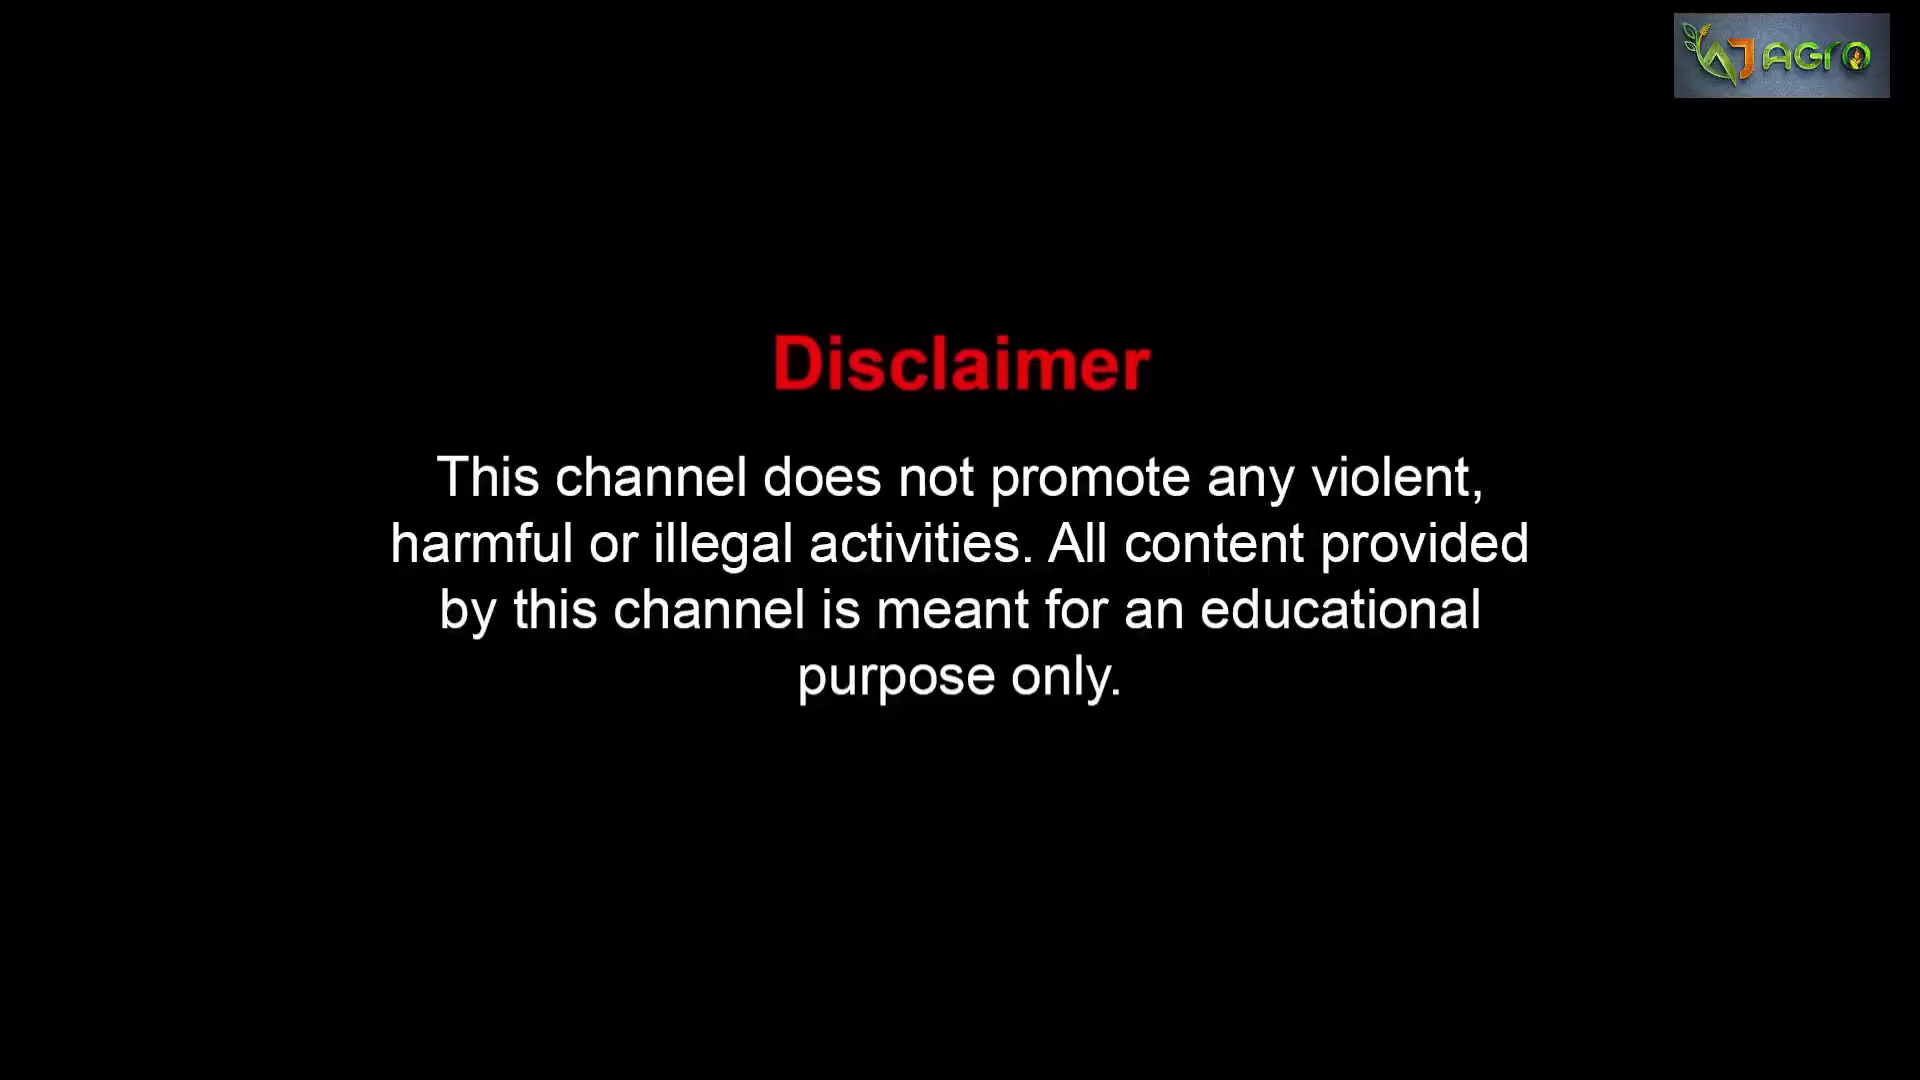 AJ AGRO
Disclaimer
This channel does not promote any violent,
harmful or illegal activities. All content provided
by this channel is meant for an educational
purpose only.